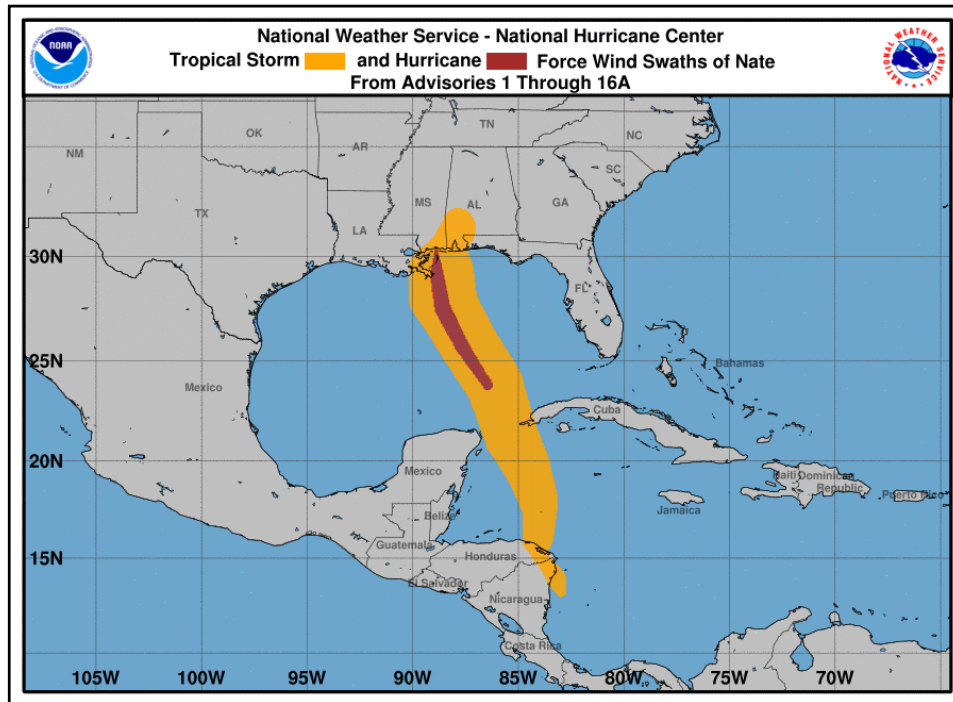 National Weather Service - National Hurricane Center
Tropical Storm and Hurricane Force Wind Swaths of Nate
From Advisories 1 Through 16A
NOAA
TN
OK
NC
AR
NM
SC
MS
AL
GA
TX
LA
30N
FL
25N
Bahamas
Mexico
Cuba
20N
Mexico
Haiti
Dominican
Republic
Puerto Rico
Jamaica
Belize
Guatemala
15N
Honduras
El Salvador
Nicaragua
Costa Rica
105W 100W 95W 90W 85W 80W 75W 70W